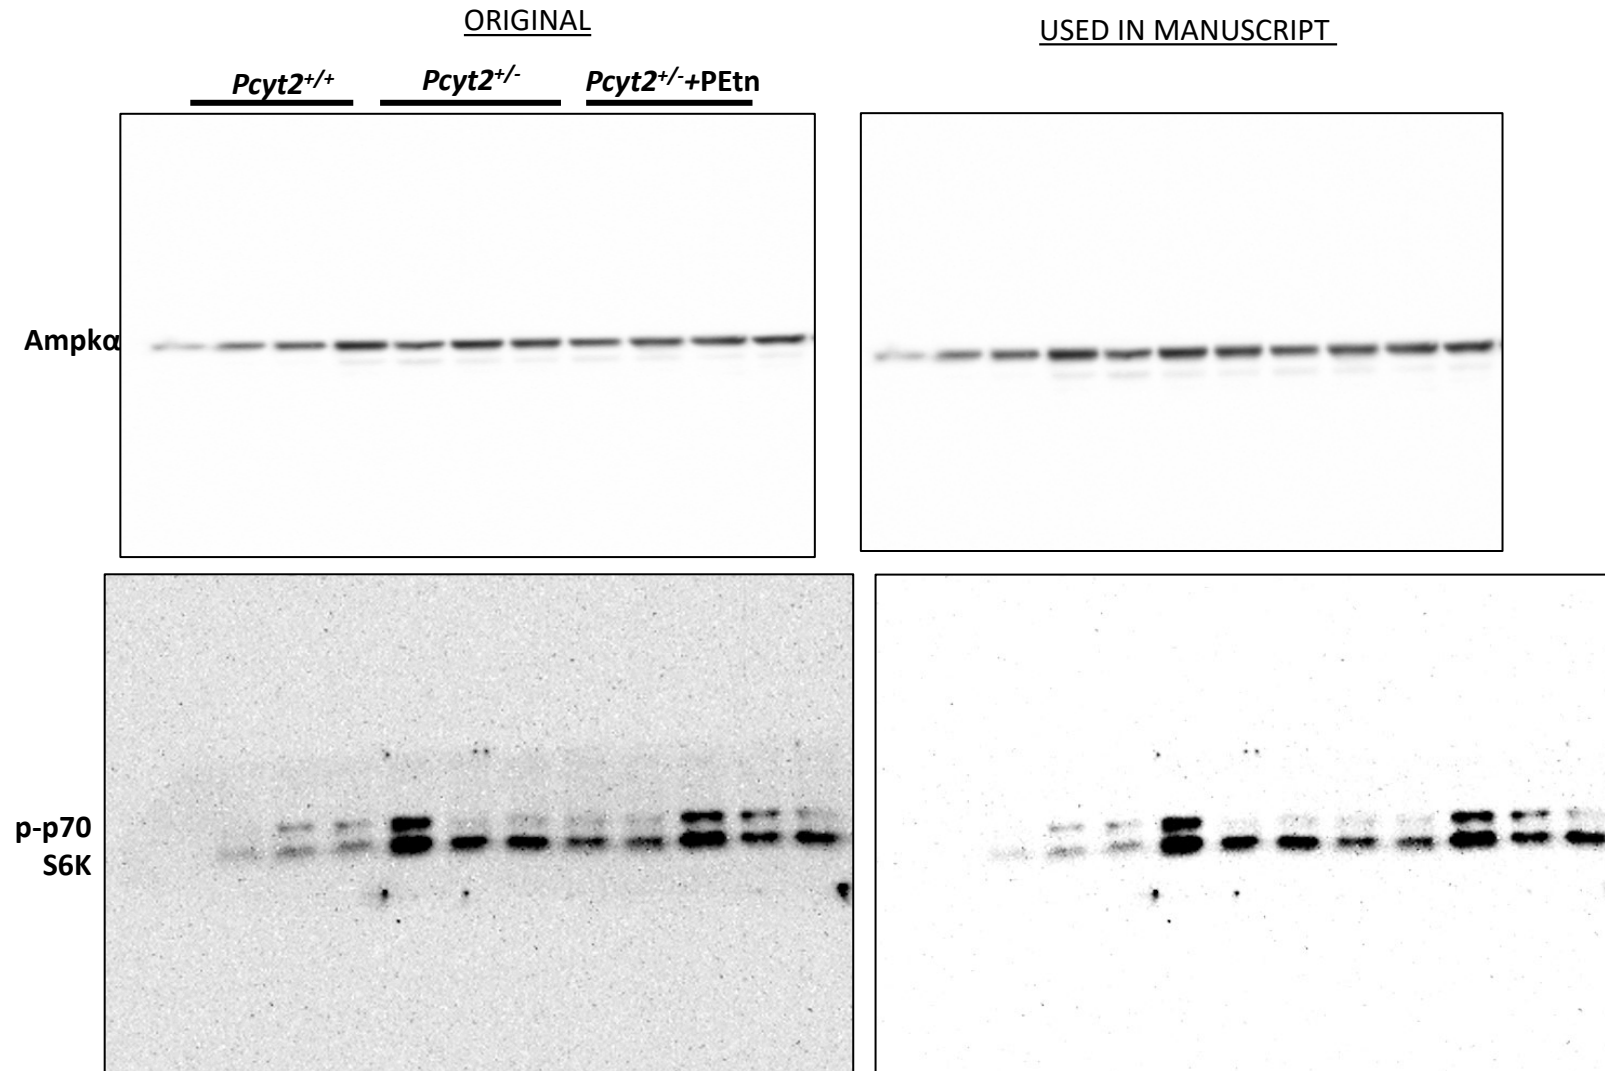 ORIGINAL
USED IN MANUSCRIPT
Pcyt2+/+
Pcyt2+/-
Pcyt2+/-+PEtn
Ampkα
p-p70
S6K